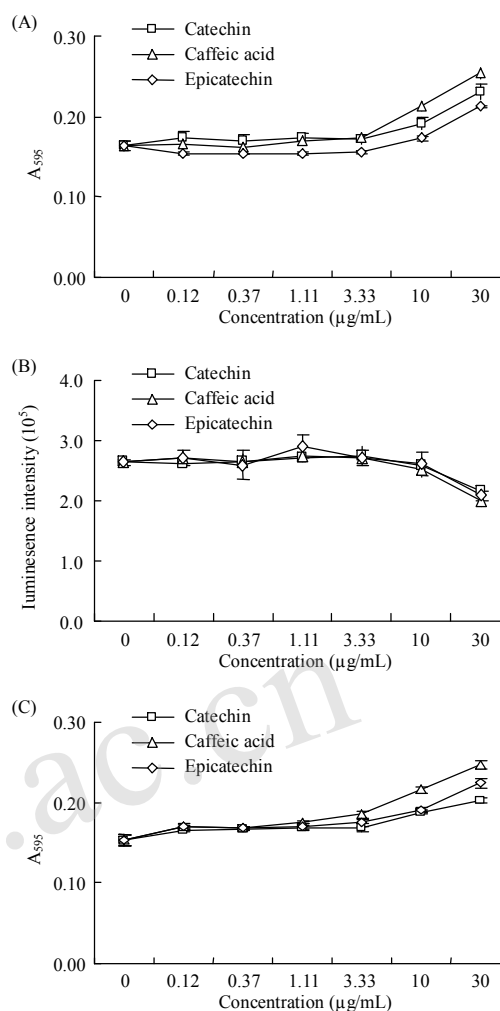 (A)
Catechin
Caffeic acid
Epicatechin
0.30
0.20
0.10
0.00
A595
0 0.12 0.37 1.11 3.33 10 30
Concentration (µg/mL)
(B)
Catechin
Caffeic acid
Epicatechin
4.0
3.0
2.0
1.0
0.0
Iuminesence intensity (10⁵)
0 0.12 0.37 1.11 3.33 10 30
Concentration (µg/mL)
(C)
Catechin
Caffeic acid
Epicatechin
0.30
0.20
0.10
0.00
A595
0 0.12 0.37 1.11 3.33 10 30
Concentration (µg/mL)
.ac.cn